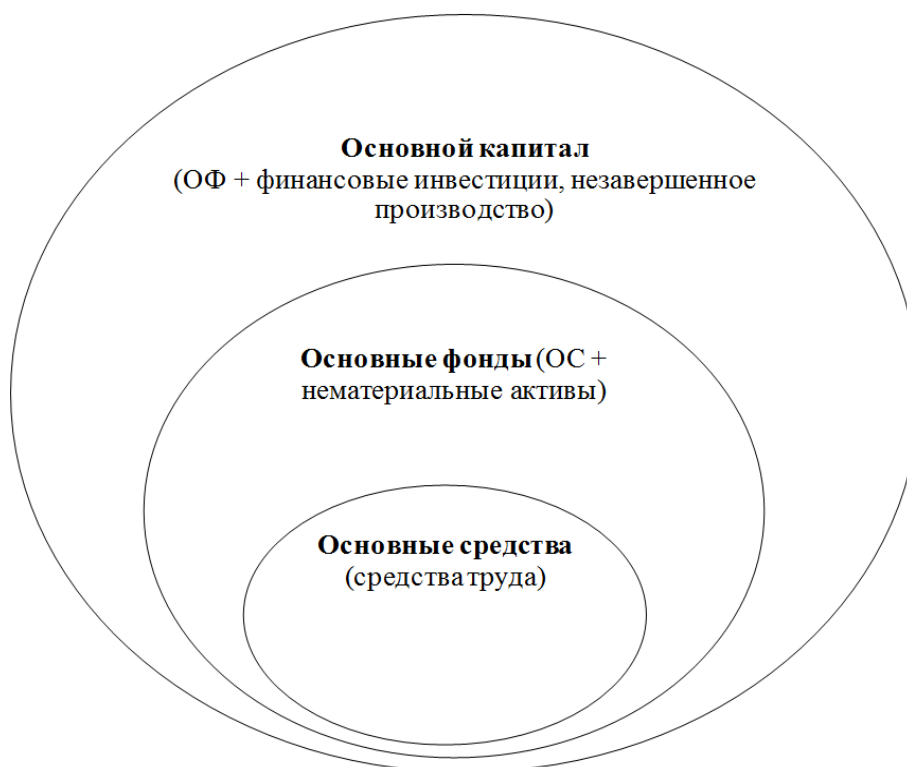 Основной капитал
(ОФ + финансовые инвестиции, незавершенное
производство)
Основные фонды (ОС +
нематериальные активы)
Основные средства
(средства труда)